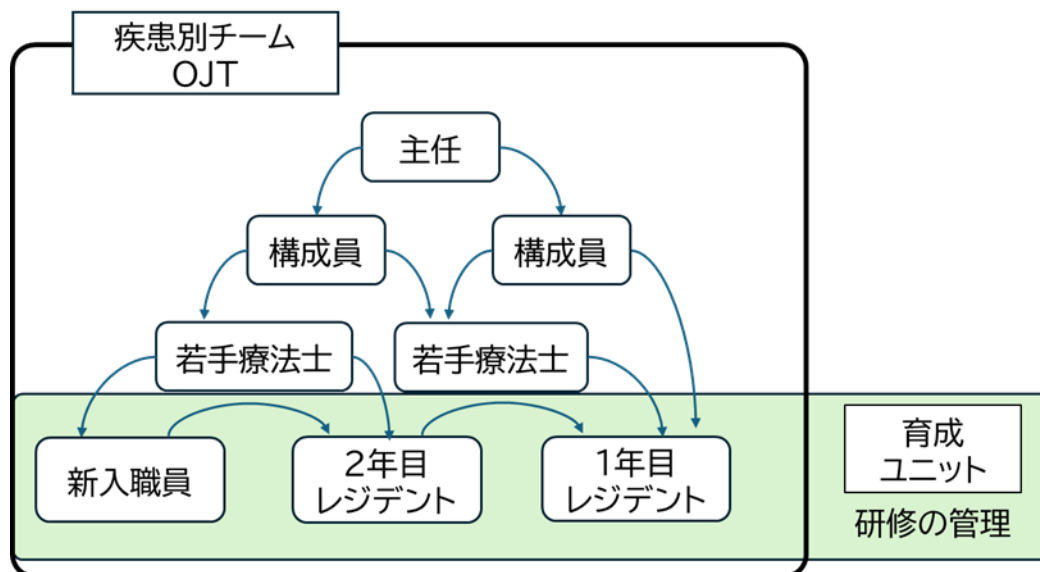 疾患別チーム
OJT
主任
構成員
構成員
若手療法士
若手療法士
新入職員
2年目
レジデント
1年目
レジデント
育成
ユニット
研修の管理